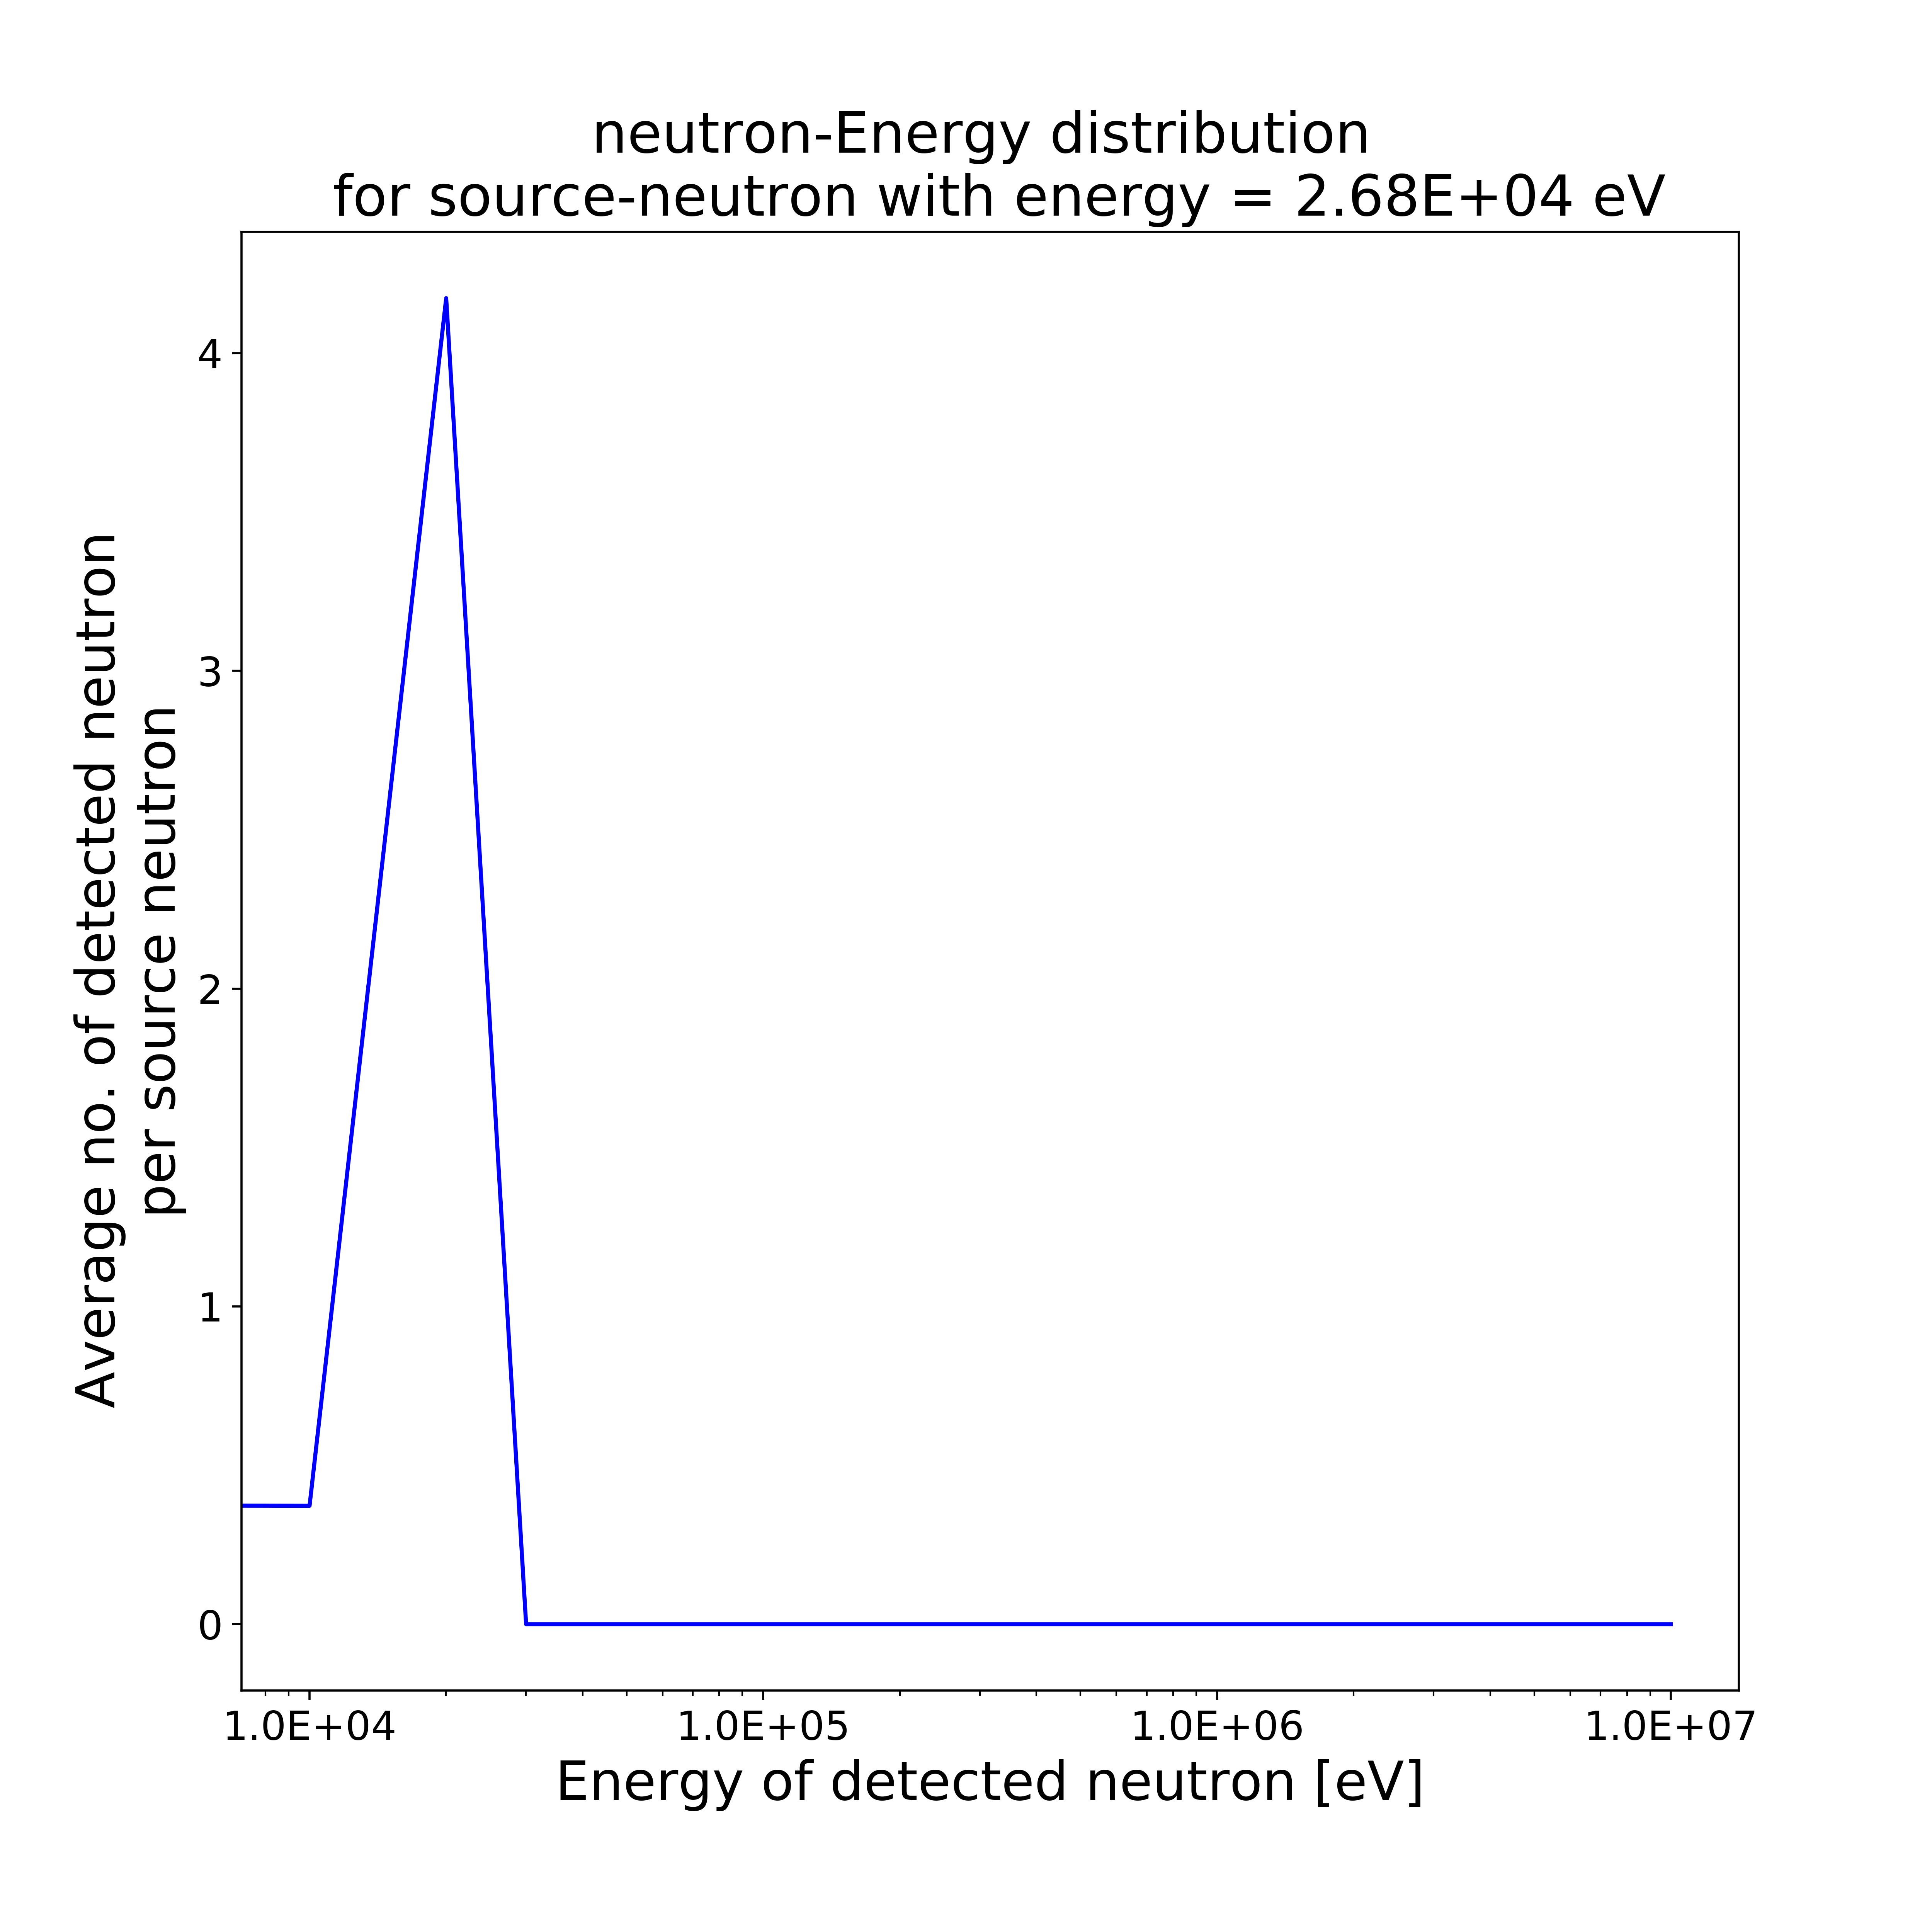 neutron-Energy distribution
for source-neutron with energy = 2.68E+04 eV
Average no. of detected neutron
per source neutron
4
3
2
1
0
1.0E+04 1.0E+05 1.0E+06 1.0E+07
Energy of detected neutron [eV]